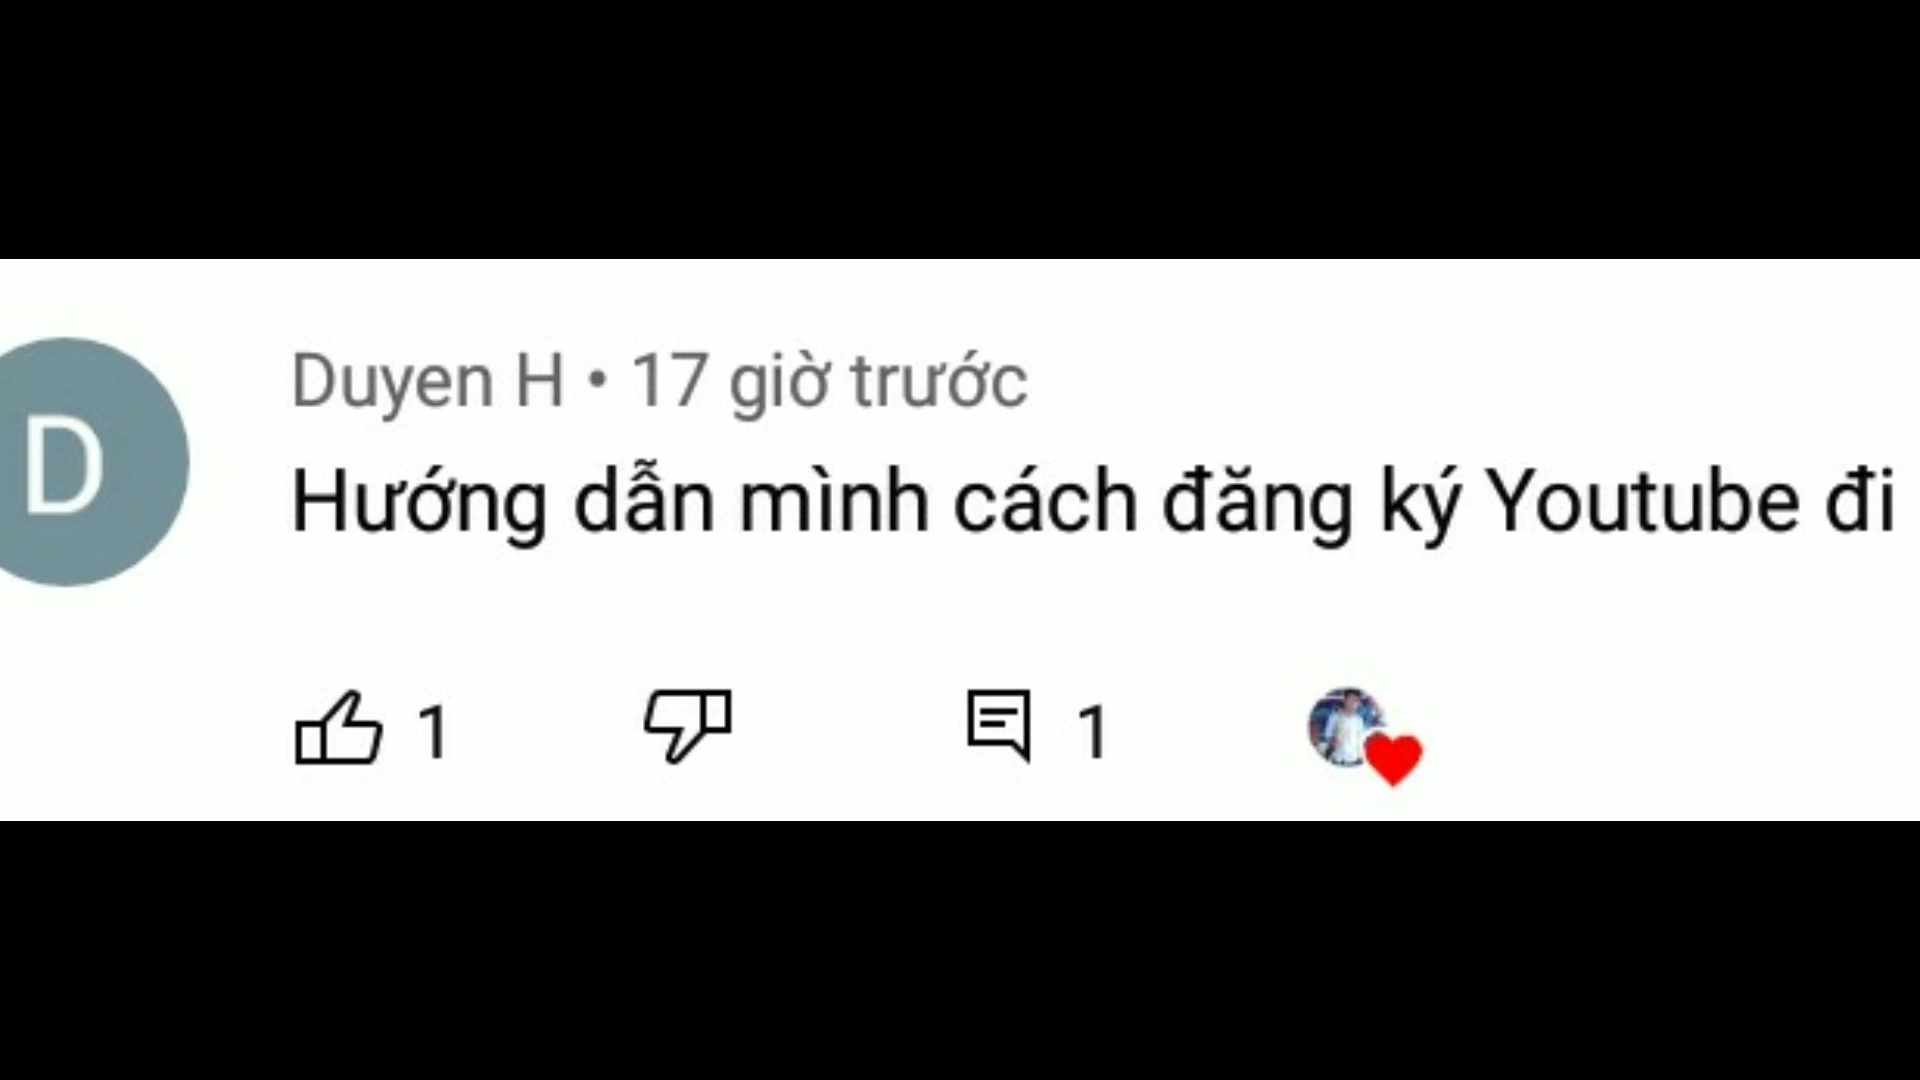 D
Duyen H • 17 giờ trước
Hướng dẫn mình cách đăng ký Youtube đi
1 1